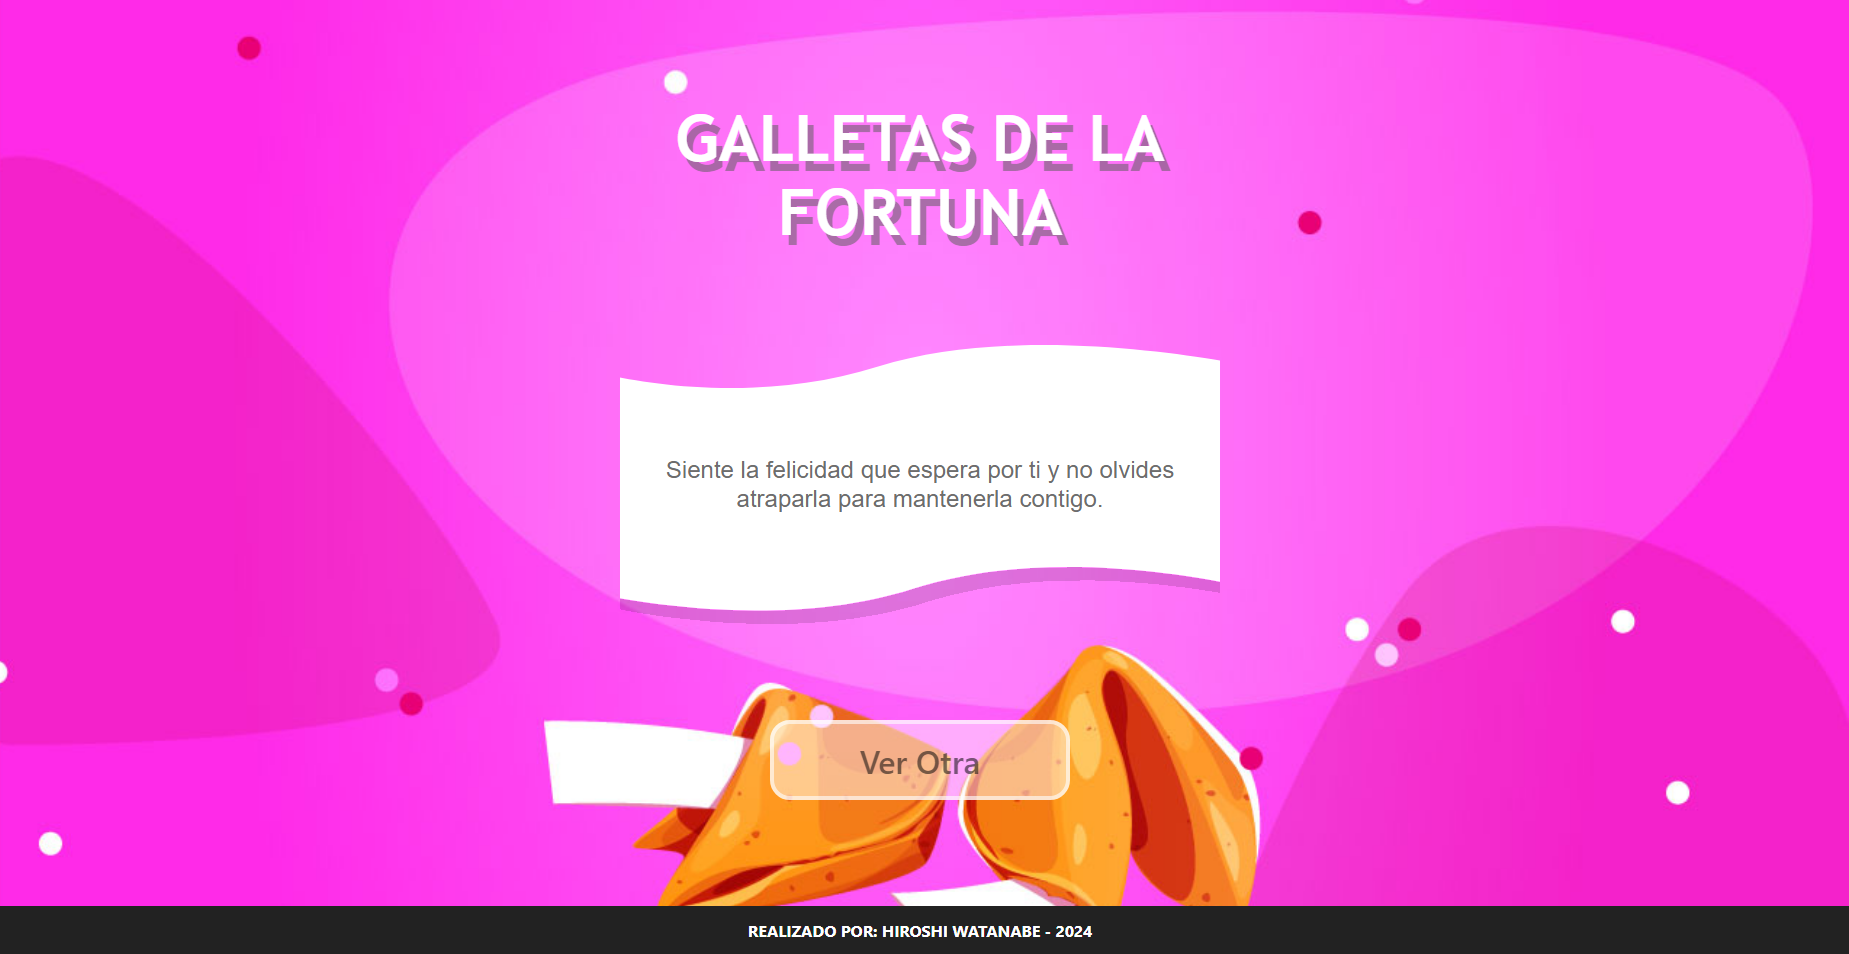 GALLETAS DE LA
FORTUNA
Siente la felicidad que espera por ti y no olvides
atraparla para mantenerla contigo.
Ver Otra
REALIZADO POR: HIROSHI WATANABE - 2024